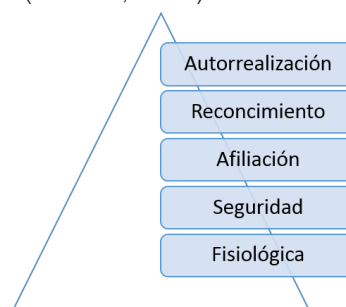 Autorrealización
Reconcimiento
Afiliación
Seguridad
Fisiológica